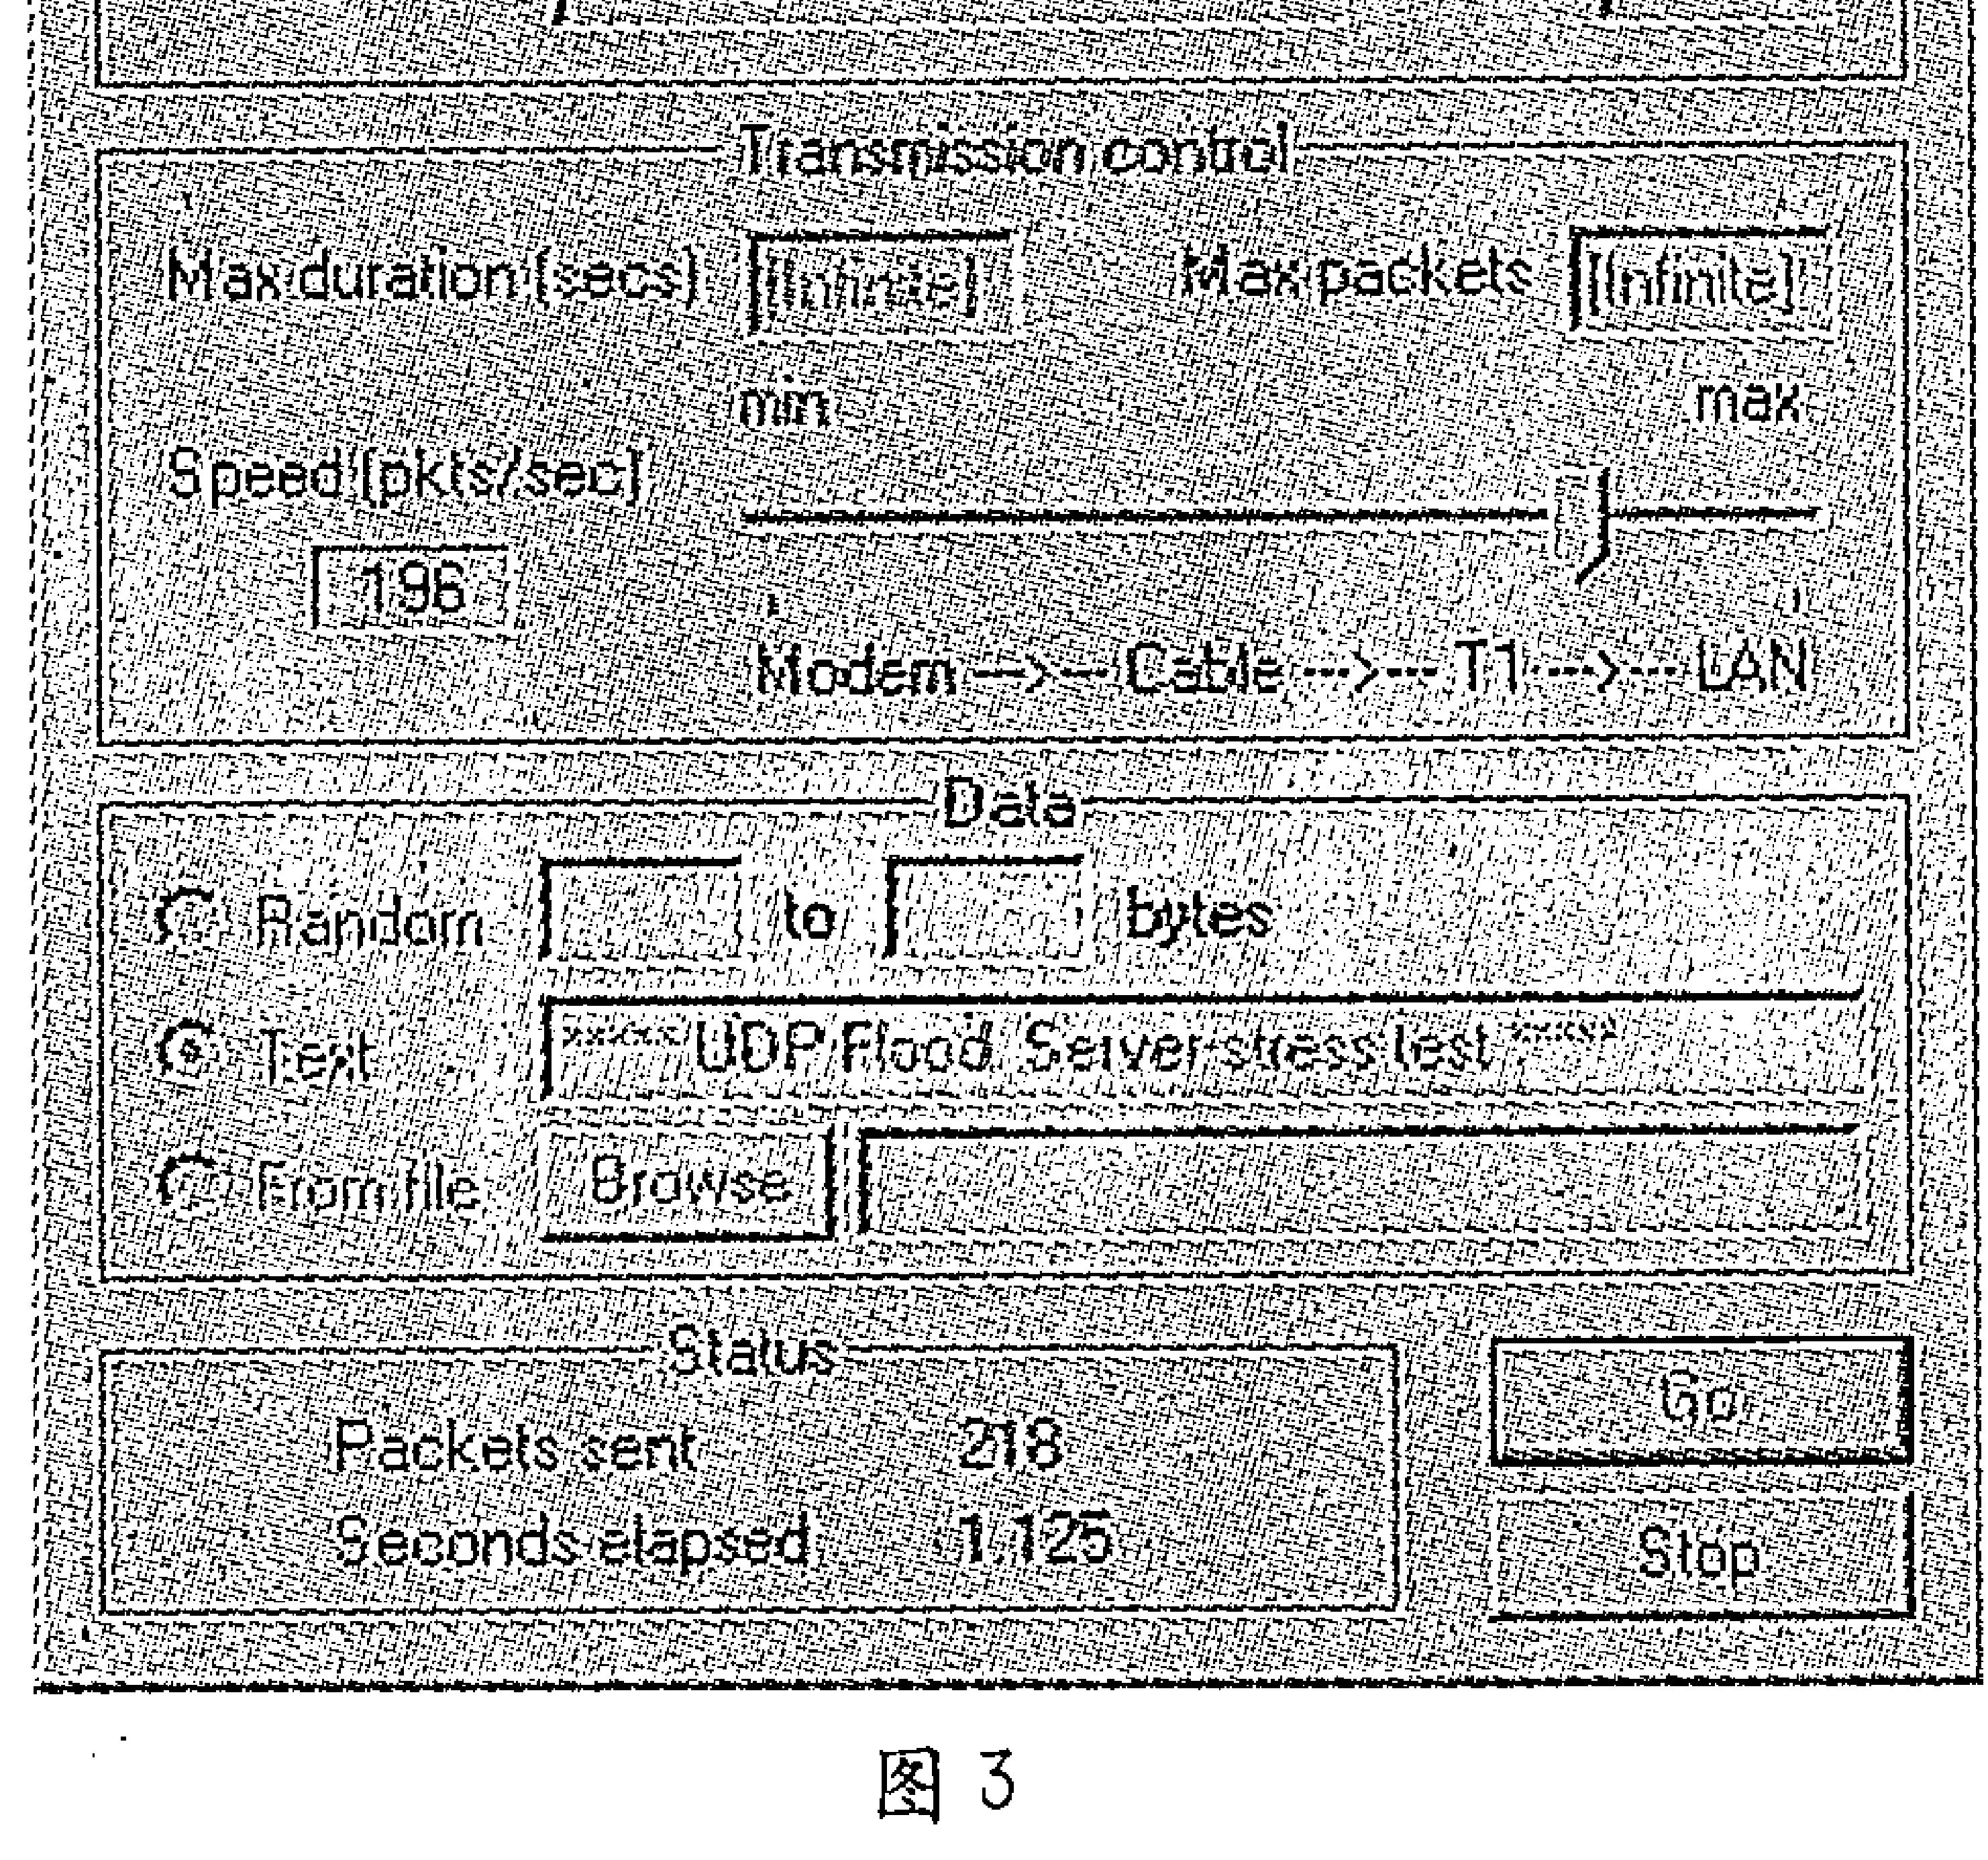 Transmission control
Max duration (secs) [Infinite] Max packets [Infinite]
min max
Speed (pkts/sec)
196
Modem --->--- Cable --->--- T1 --->--- LAN
Data
Random to bytes
Text ***** UDP Flood. Server stress test *****
From file Browse
Status
Packets sent 218
Seconds elapsed 1.125
Go
Stop
图 3